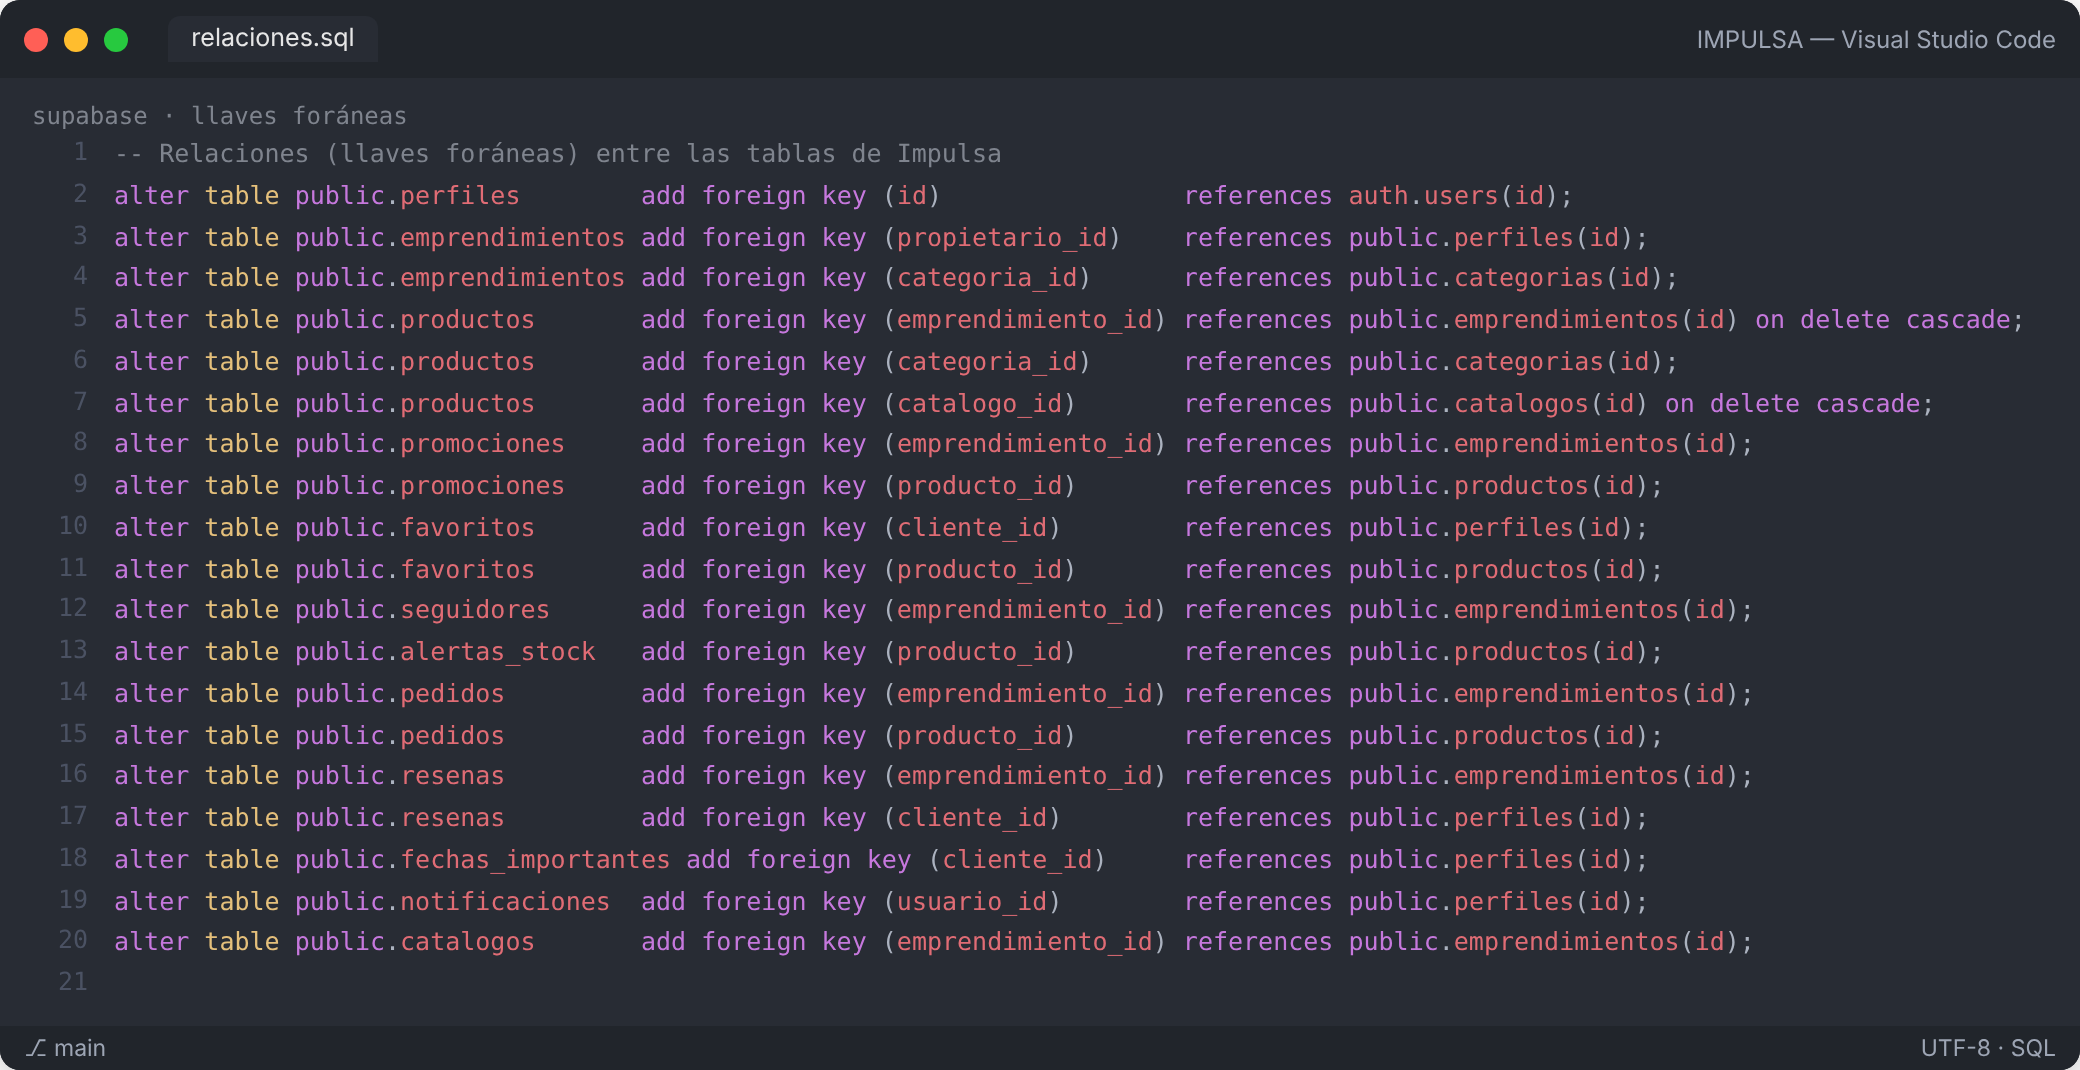 relaciones.sql
IMPULSA — Visual Studio Code
supabase · llaves foráneas
1 -- Relaciones (llaves foráneas) entre las tablas de Impulsa
2 alter table public.perfiles add foreign key (id) references auth.users(id);
3 alter table public.emprendimientos add foreign key (propietario_id) references public.perfiles(id);
4 alter table public.emprendimientos add foreign key (categoria_id) references public.categorias(id);
5 alter table public.productos add foreign key (emprendimiento_id) references public.emprendimientos(id) on delete cascade;
6 alter table public.productos add foreign key (categoria_id) references public.categorias(id);
7 alter table public.productos add foreign key (catalogo_id) references public.catalogos(id) on delete cascade;
8 alter table public.promociones add foreign key (emprendimiento_id) references public.emprendimientos(id);
9 alter table public.promociones add foreign key (producto_id) references public.productos(id);
10 alter table public.favoritos add foreign key (cliente_id) references public.perfiles(id);
11 alter table public.favoritos add foreign key (producto_id) references public.productos(id);
12 alter table public.seguidores add foreign key (emprendimiento_id) references public.emprendimientos(id);
13 alter table public.alertas_stock add foreign key (producto_id) references public.productos(id);
14 alter table public.pedidos add foreign key (emprendimiento_id) references public.emprendimientos(id);
15 alter table public.pedidos add foreign key (producto_id) references public.productos(id);
16 alter table public.resenas add foreign key (emprendimiento_id) references public.emprendimientos(id);
17 alter table public.resenas add foreign key (cliente_id) references public.perfiles(id);
18 alter table public.fechas_importantes add foreign key (cliente_id) references public.perfiles(id);
19 alter table public.notificaciones add foreign key (usuario_id) references public.perfiles(id);
20 alter table public.catalogos add foreign key (emprendimiento_id) references public.emprendimientos(id);
21
⎇ main
UTF-8 · SQL